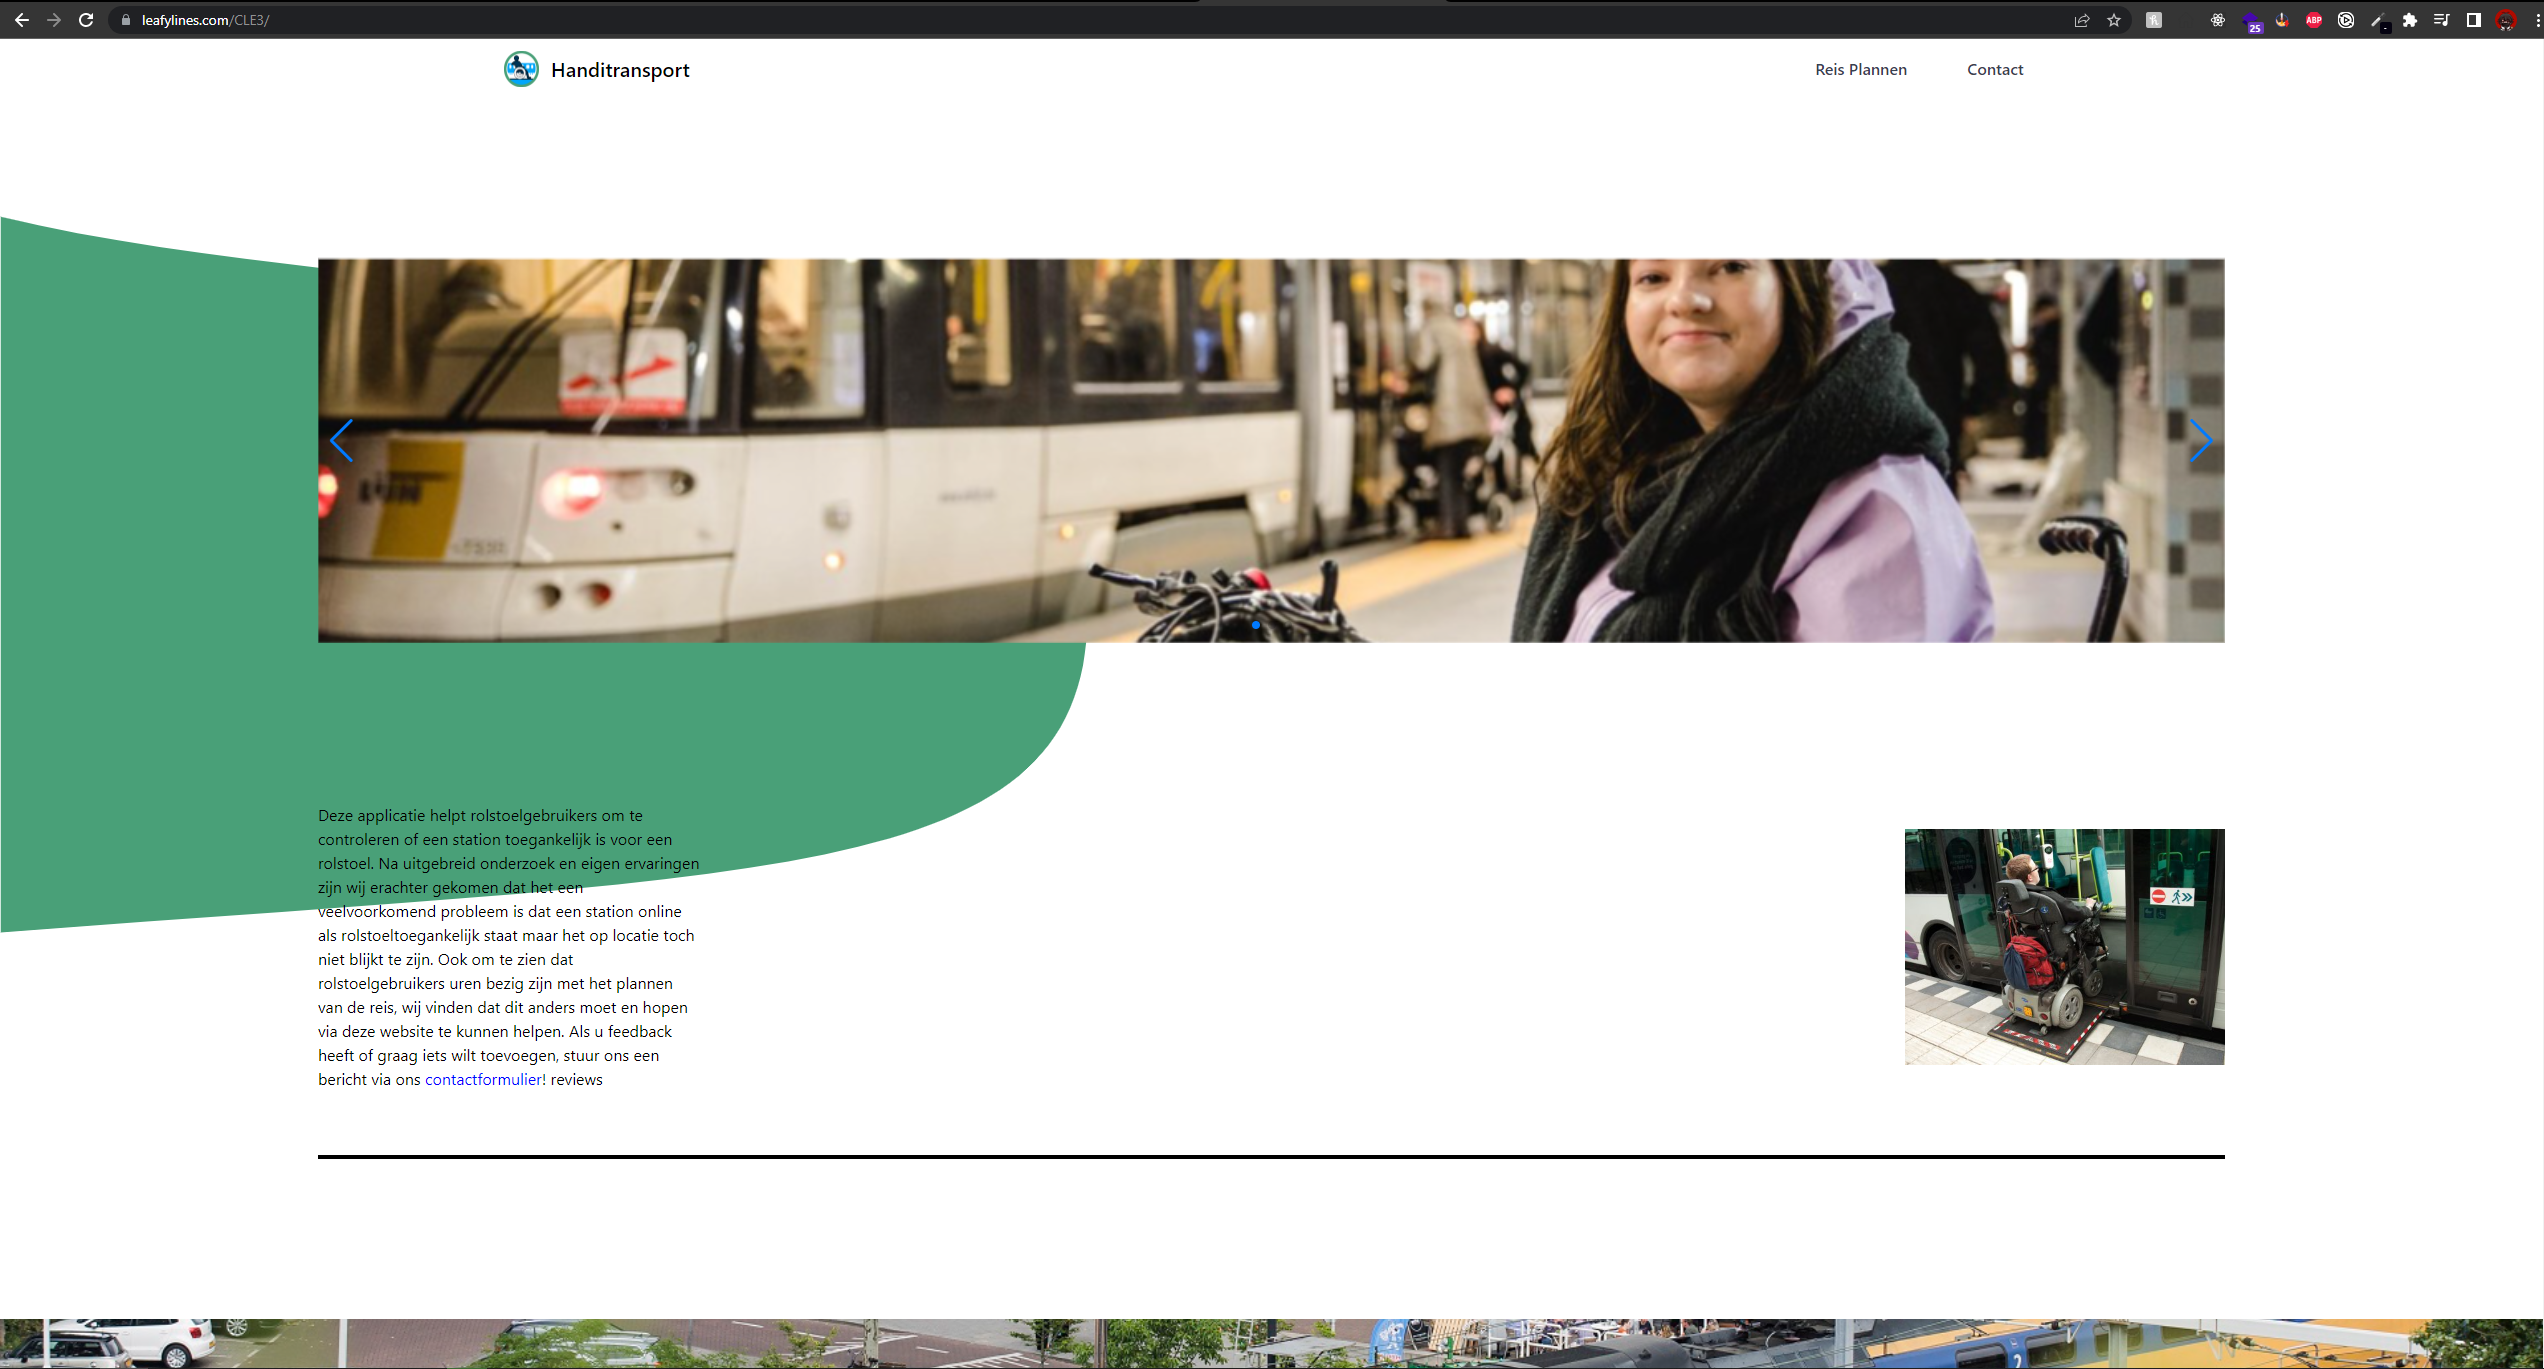 leafylines.com/CLE3/
25
ABP
Handitransport
Reis Plannen
Contact
Deze applicatie helpt rolstoelgebruikers om te
controleren of een station toegankelijk is voor een
rolstoel. Na uitgebreid onderzoek en eigen ervaringen
zijn wij erachter gekomen dat het een
veelvoorkomend probleem is dat een station online
als rolstoeltoegankelijk staat maar het op locatie toch
niet blijkt te zijn. Ook om te zien dat
rolstoelgebruikers uren bezig zijn met het plannen
van de reis, wij vinden dat dit anders moet en hopen
via deze website te kunnen helpen. Als u feedback
heeft of graag iets wilt toevoegen, stuur ons een
bericht via ons contactformulier! reviews
2